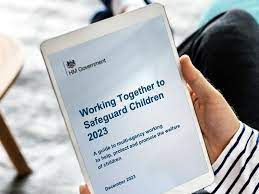 HM Government
Working Together to
Safeguard Children
2023
A guide to multi-agency working
to help, protect and promote the welfare
of children
December 2023